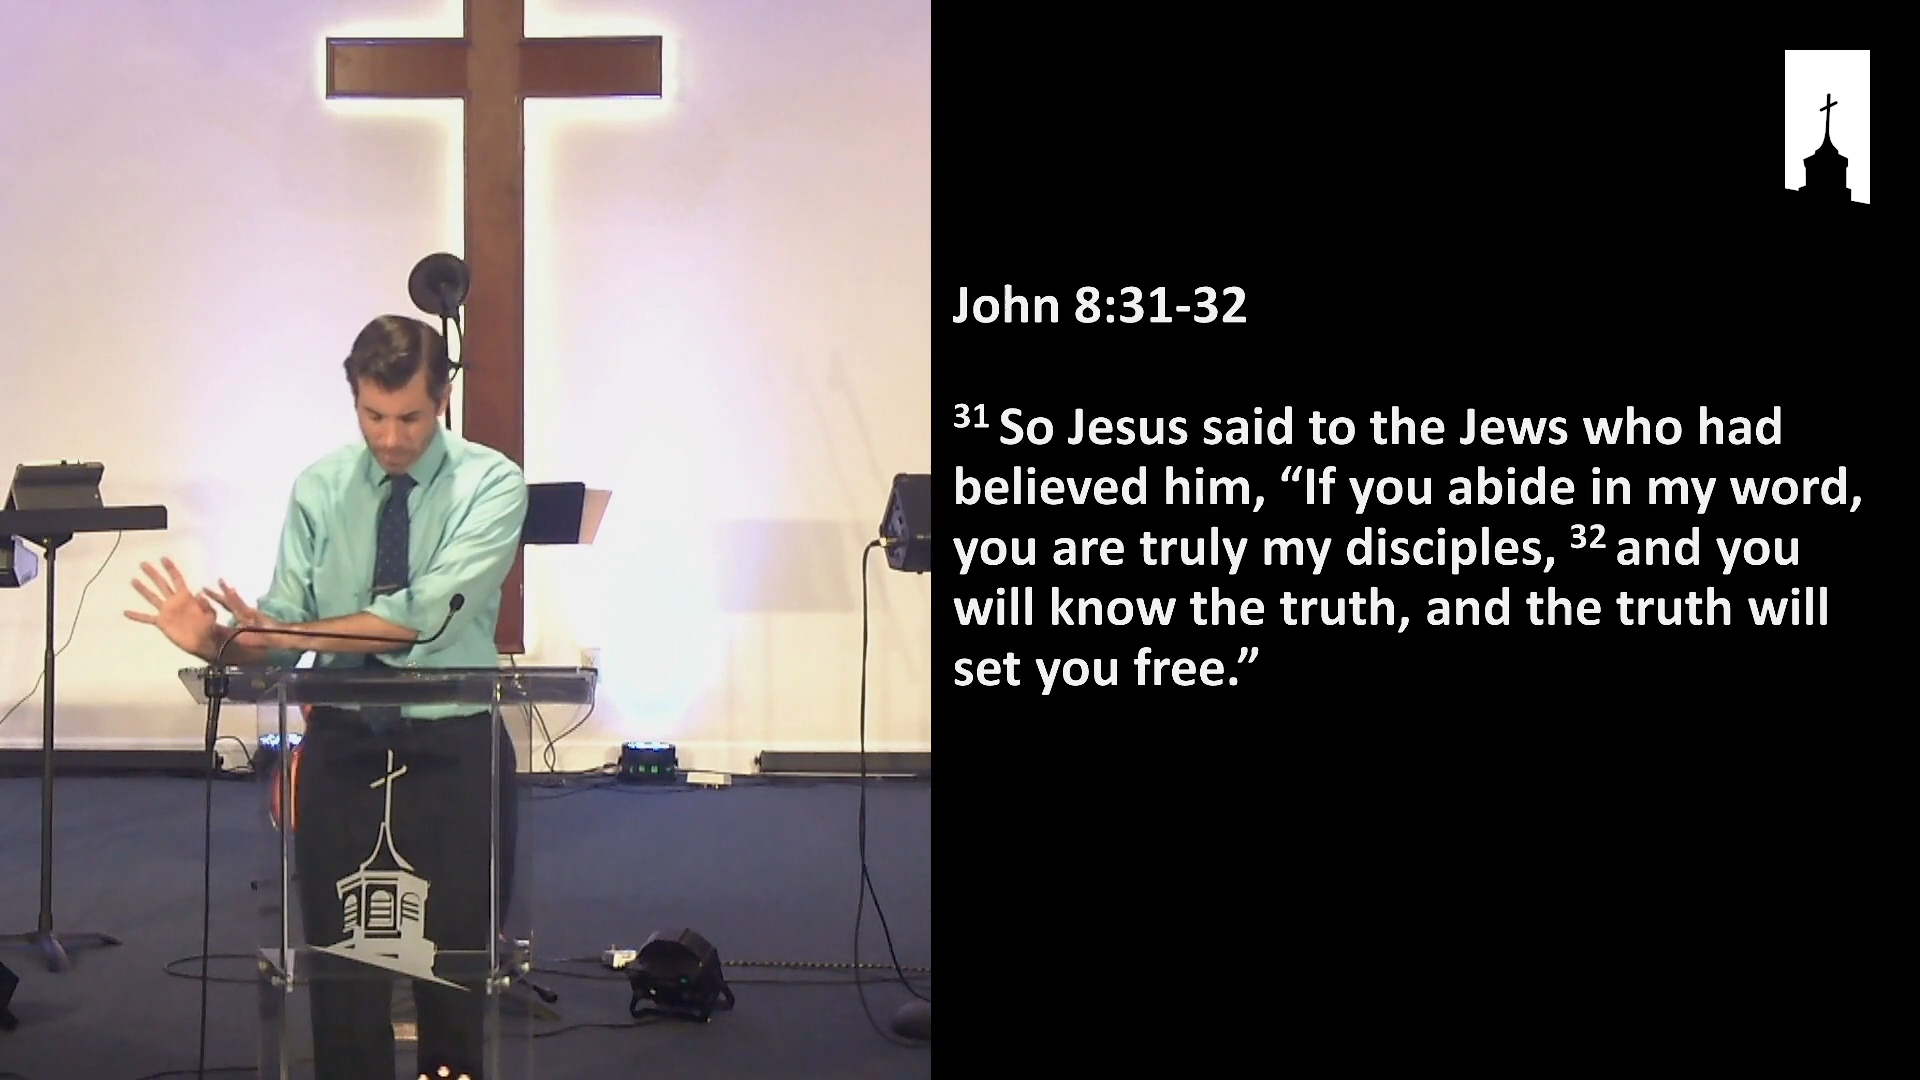 John 8:31-32
31 So Jesus said to the Jews who had
believed him, “If you abide in my word,
you are truly my disciples, 32 and you
will know the truth, and the truth will
set you free.”